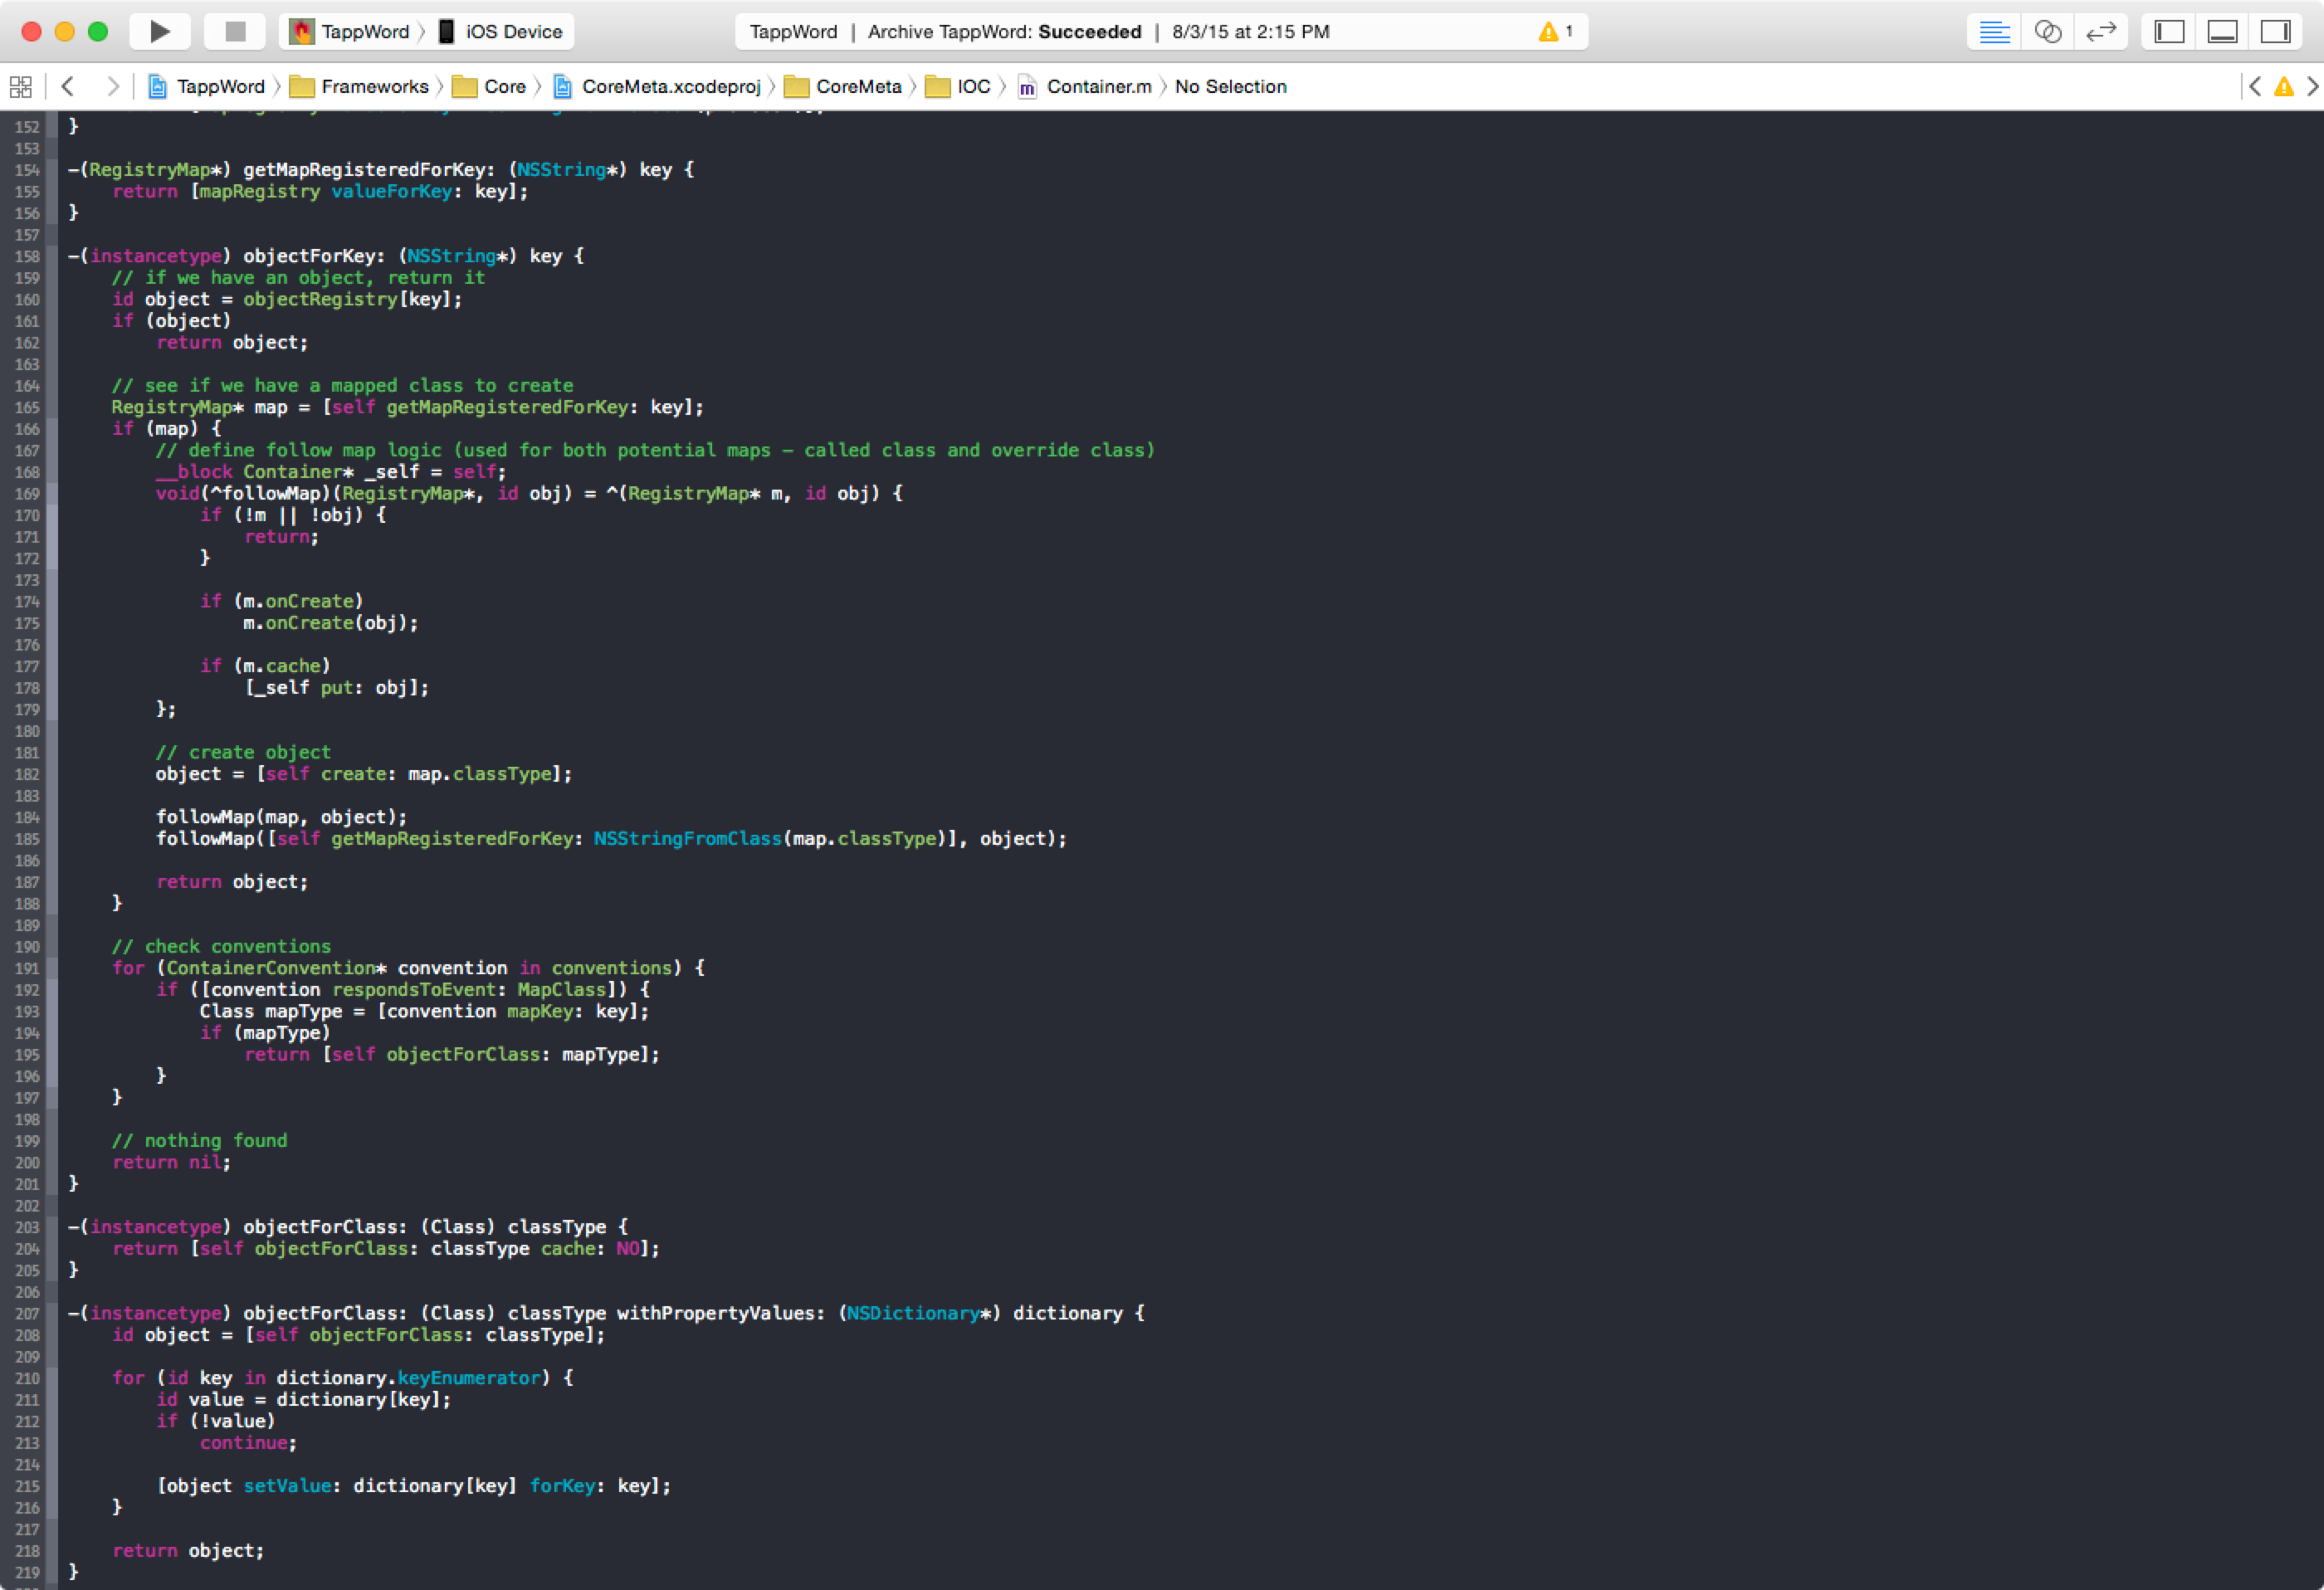 TappWord 〉 iOS Device
TappWord | Archive TappWord: Succeeded | 8/3/15 at 2:15 PM
1
TappWord 〉 Frameworks 〉 Core 〉 CoreMeta.xcodeproj 〉 CoreMeta 〉 IOC 〉 Container.m 〉 No Selection
152 }
153
154 -(RegistryMap*) getMapRegisteredForKey: (NSString*) key {
155     return [mapRegistry valueForKey: key];
156 }
157
158 -(instancetype) objectForKey: (NSString*) key {
159     // if we have an object, return it
160     id object = objectRegistry[key];
161     if (object)
162         return object;
163
164     // see if we have a mapped class to create
165     RegistryMap* map = [self getMapRegisteredForKey: key];
166     if (map) {
167         // define follow map logic (used for both potential maps – called class and override class)
168         __block Container* _self = self;
169         void(^followMap)(RegistryMap*, id obj) = ^(RegistryMap* m, id obj) {
170             if (!m || !obj) {
171                 return;
172             }
173
174             if (m.onCreate)
175                 m.onCreate(obj);
176
177             if (m.cache)
178                 [_self put: obj];
179         };
180
181         // create object
182         object = [self create: map.classType];
183
184         followMap(map, object);
185         followMap([self getMapRegisteredForKey: NSStringFromClass(map.classType)], object);
186
187         return object;
188     }
189
190     // check conventions
191     for (ContainerConvention* convention in conventions) {
192         if ([convention respondsToEvent: MapClass]) {
193             Class mapType = [convention mapKey: key];
194             if (mapType)
195                 return [self objectForClass: mapType];
196         }
197     }
198
199     // nothing found
200     return nil;
201 }
202
203 -(instancetype) objectForClass: (Class) classType {
204     return [self objectForClass: classType cache: NO];
205 }
206
207 -(instancetype) objectForClass: (Class) classType withPropertyValues: (NSDictionary*) dictionary {
208     id object = [self objectForClass: classType];
209
210     for (id key in dictionary.keyEnumerator) {
211         id value = dictionary[key];
212         if (!value)
213             continue;
214
215         [object setValue: dictionary[key] forKey: key];
216     }
217
218     return object;
219 }